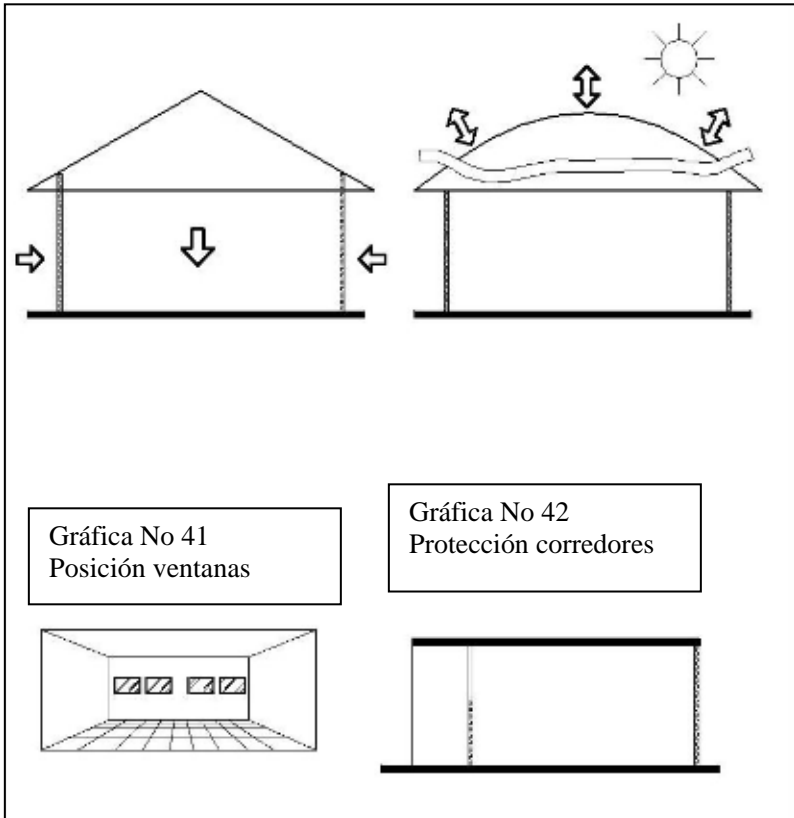 Gráfica No 41
Posición ventanas
Gráfica No 42
Protección corredores